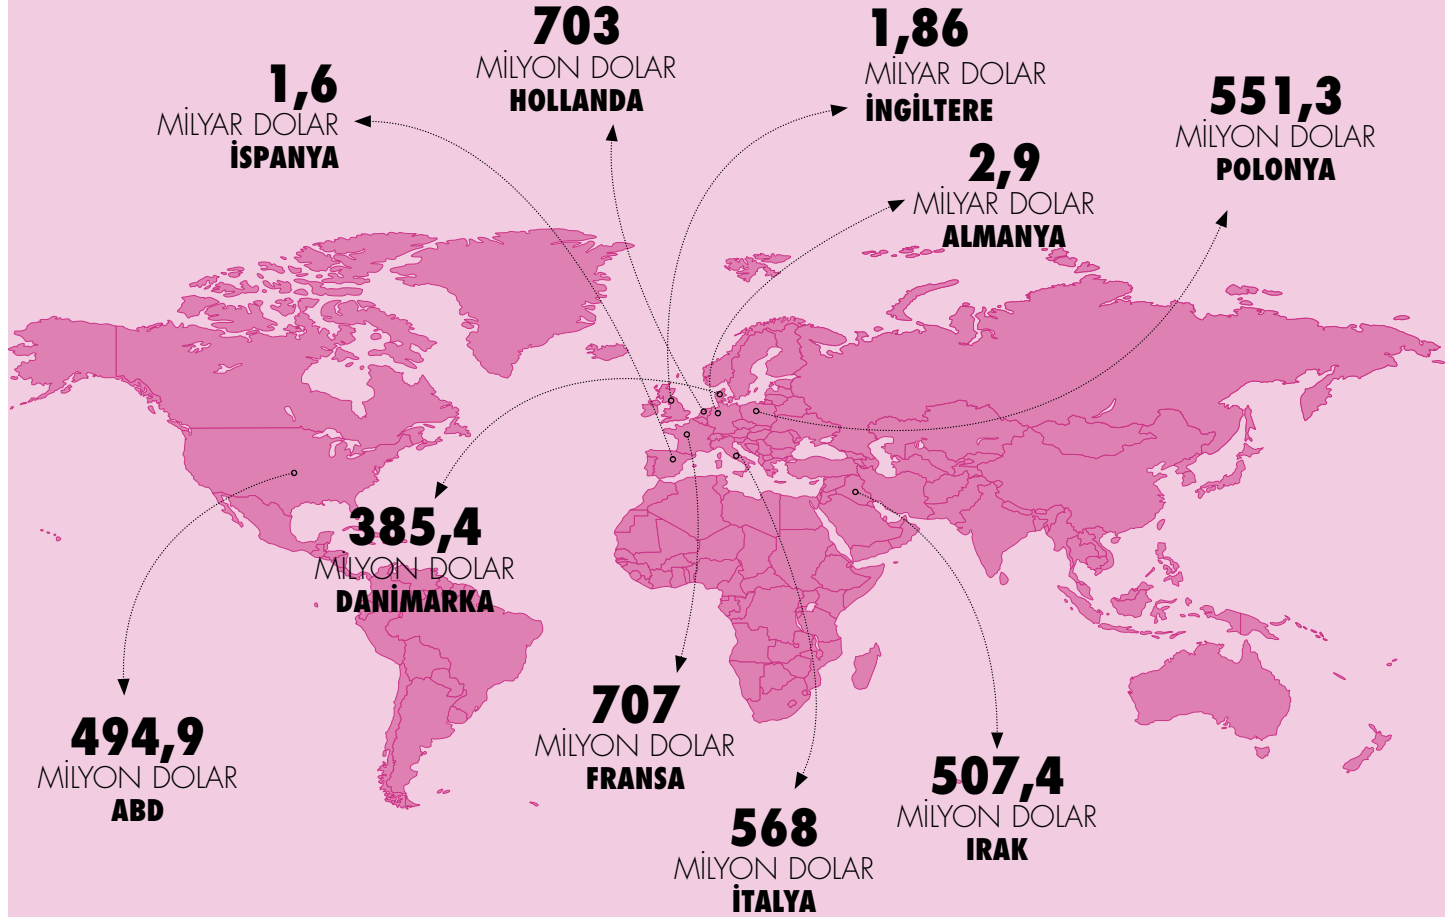 1,6
MİLYAR DOLAR
İSPANYA
703
MİLYON DOLAR
HOLLANDA
1,86
MİLYAR DOLAR
İNGİLTERE
2,9
MİLYAR DOLAR
ALMANYA
551,3
MİLYON DOLAR
POLONYA
385,4
MİLYON DOLAR
DANİMARKA
494,9
MİLYON DOLAR
ABD
707
MİLYON DOLAR
FRANSA
568
MİLYON DOLAR
İTALYA
507,4
MİLYON DOLAR
IRAK